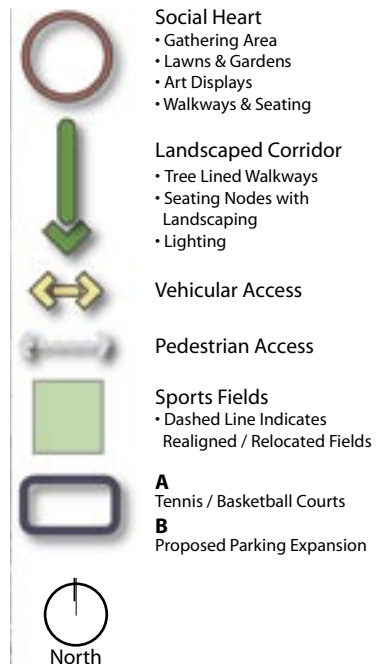 Social Heart
• Gathering Area
• Lawns & Gardens
• Art Displays
• Walkways & Seating
Landscaped Corridor
• Tree Lined Walkways
• Seating Nodes with
Landscaping
• Lighting
Vehicular Access
Pedestrian Access
Sports Fields
• Dashed Line Indicates
Realigned / Relocated Fields
A
Tennis / Basketball Courts
B
Proposed Parking Expansion
North